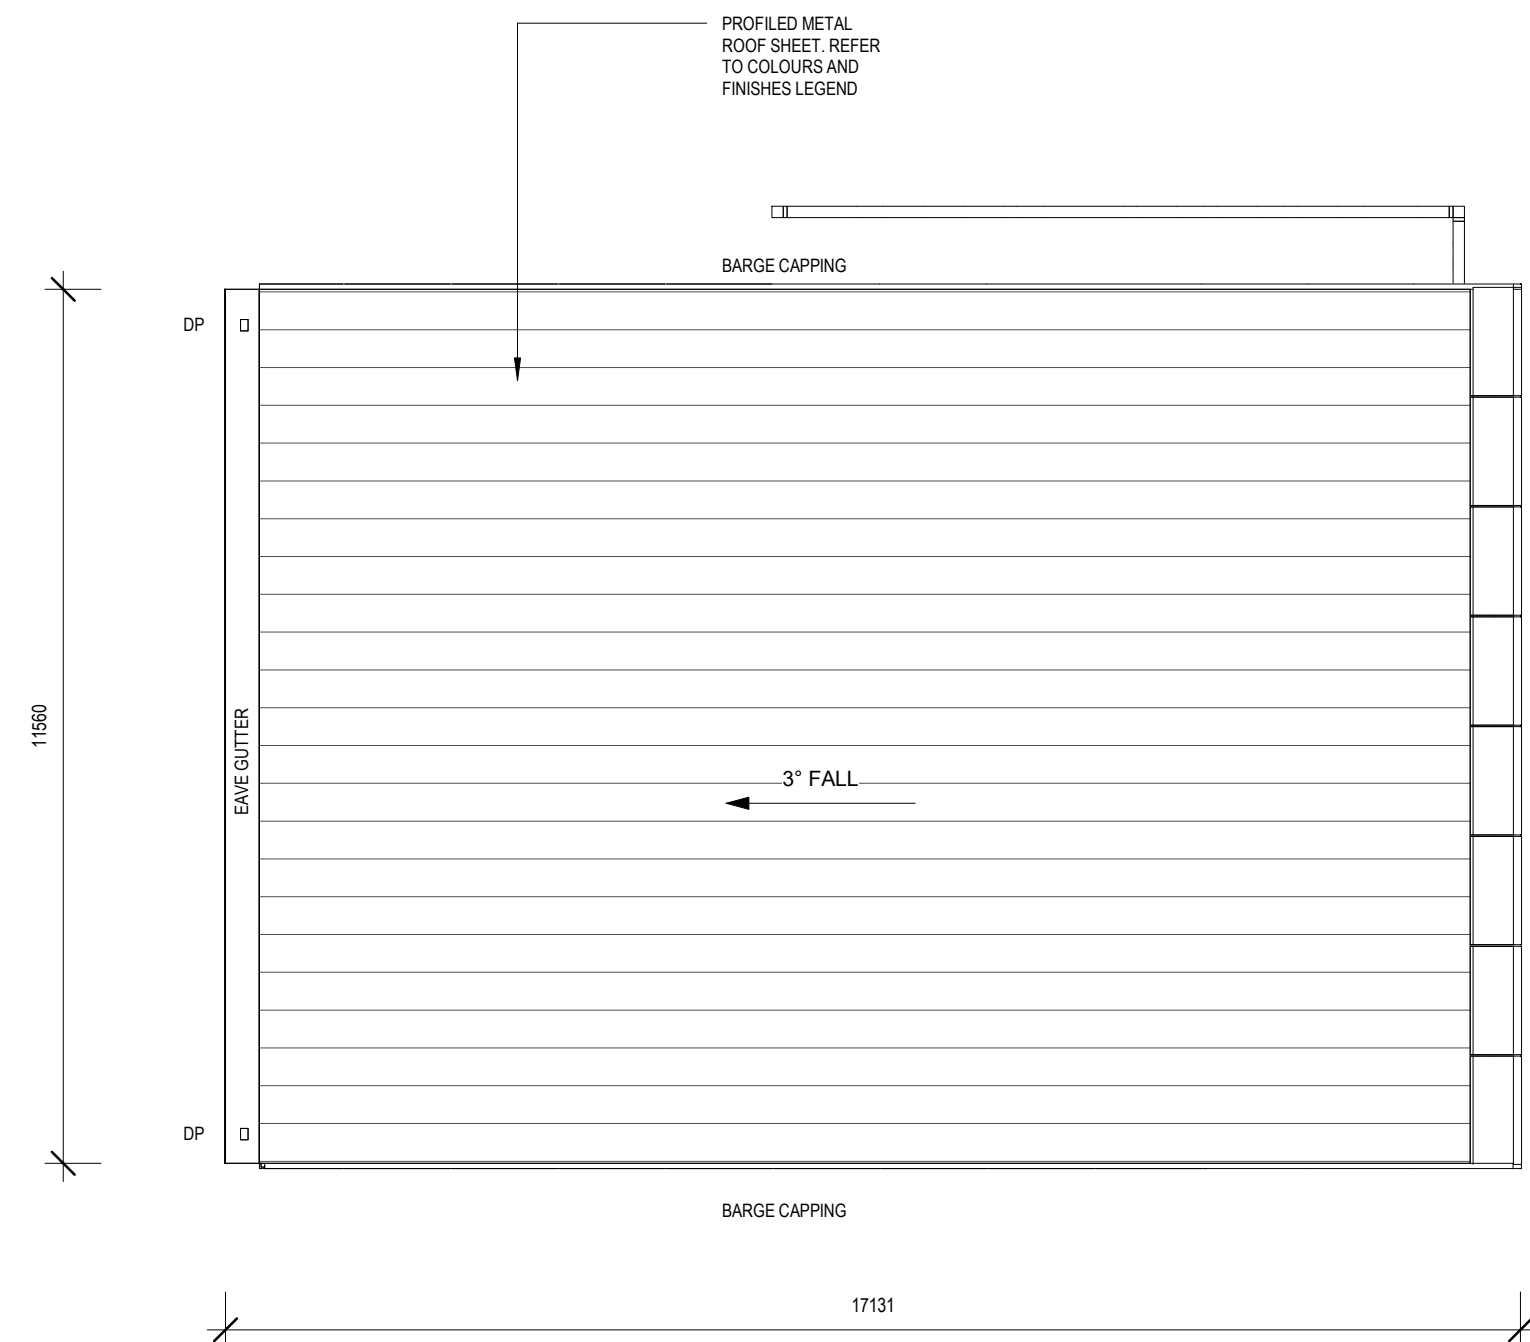 PROFILED METAL
ROOF SHEET. REFER
TO COLOURS AND
FINISHES LEGEND
BARGE CAPPING
DP
11560
EAVE GUTTER
3° FALL
DP
BARGE CAPPING
17131